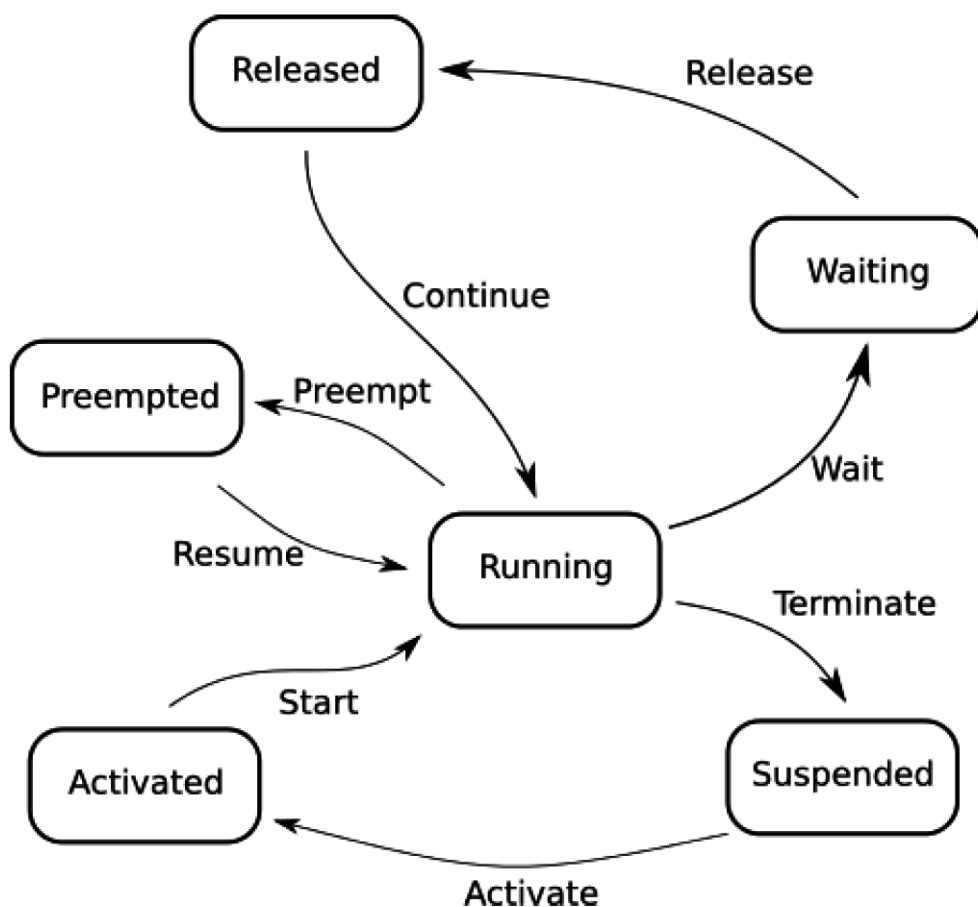 Released
Release
Waiting
Continue
Preempted
Preempt
Wait
Resume
Running
Terminate
Start
Activated
Suspended
Activate